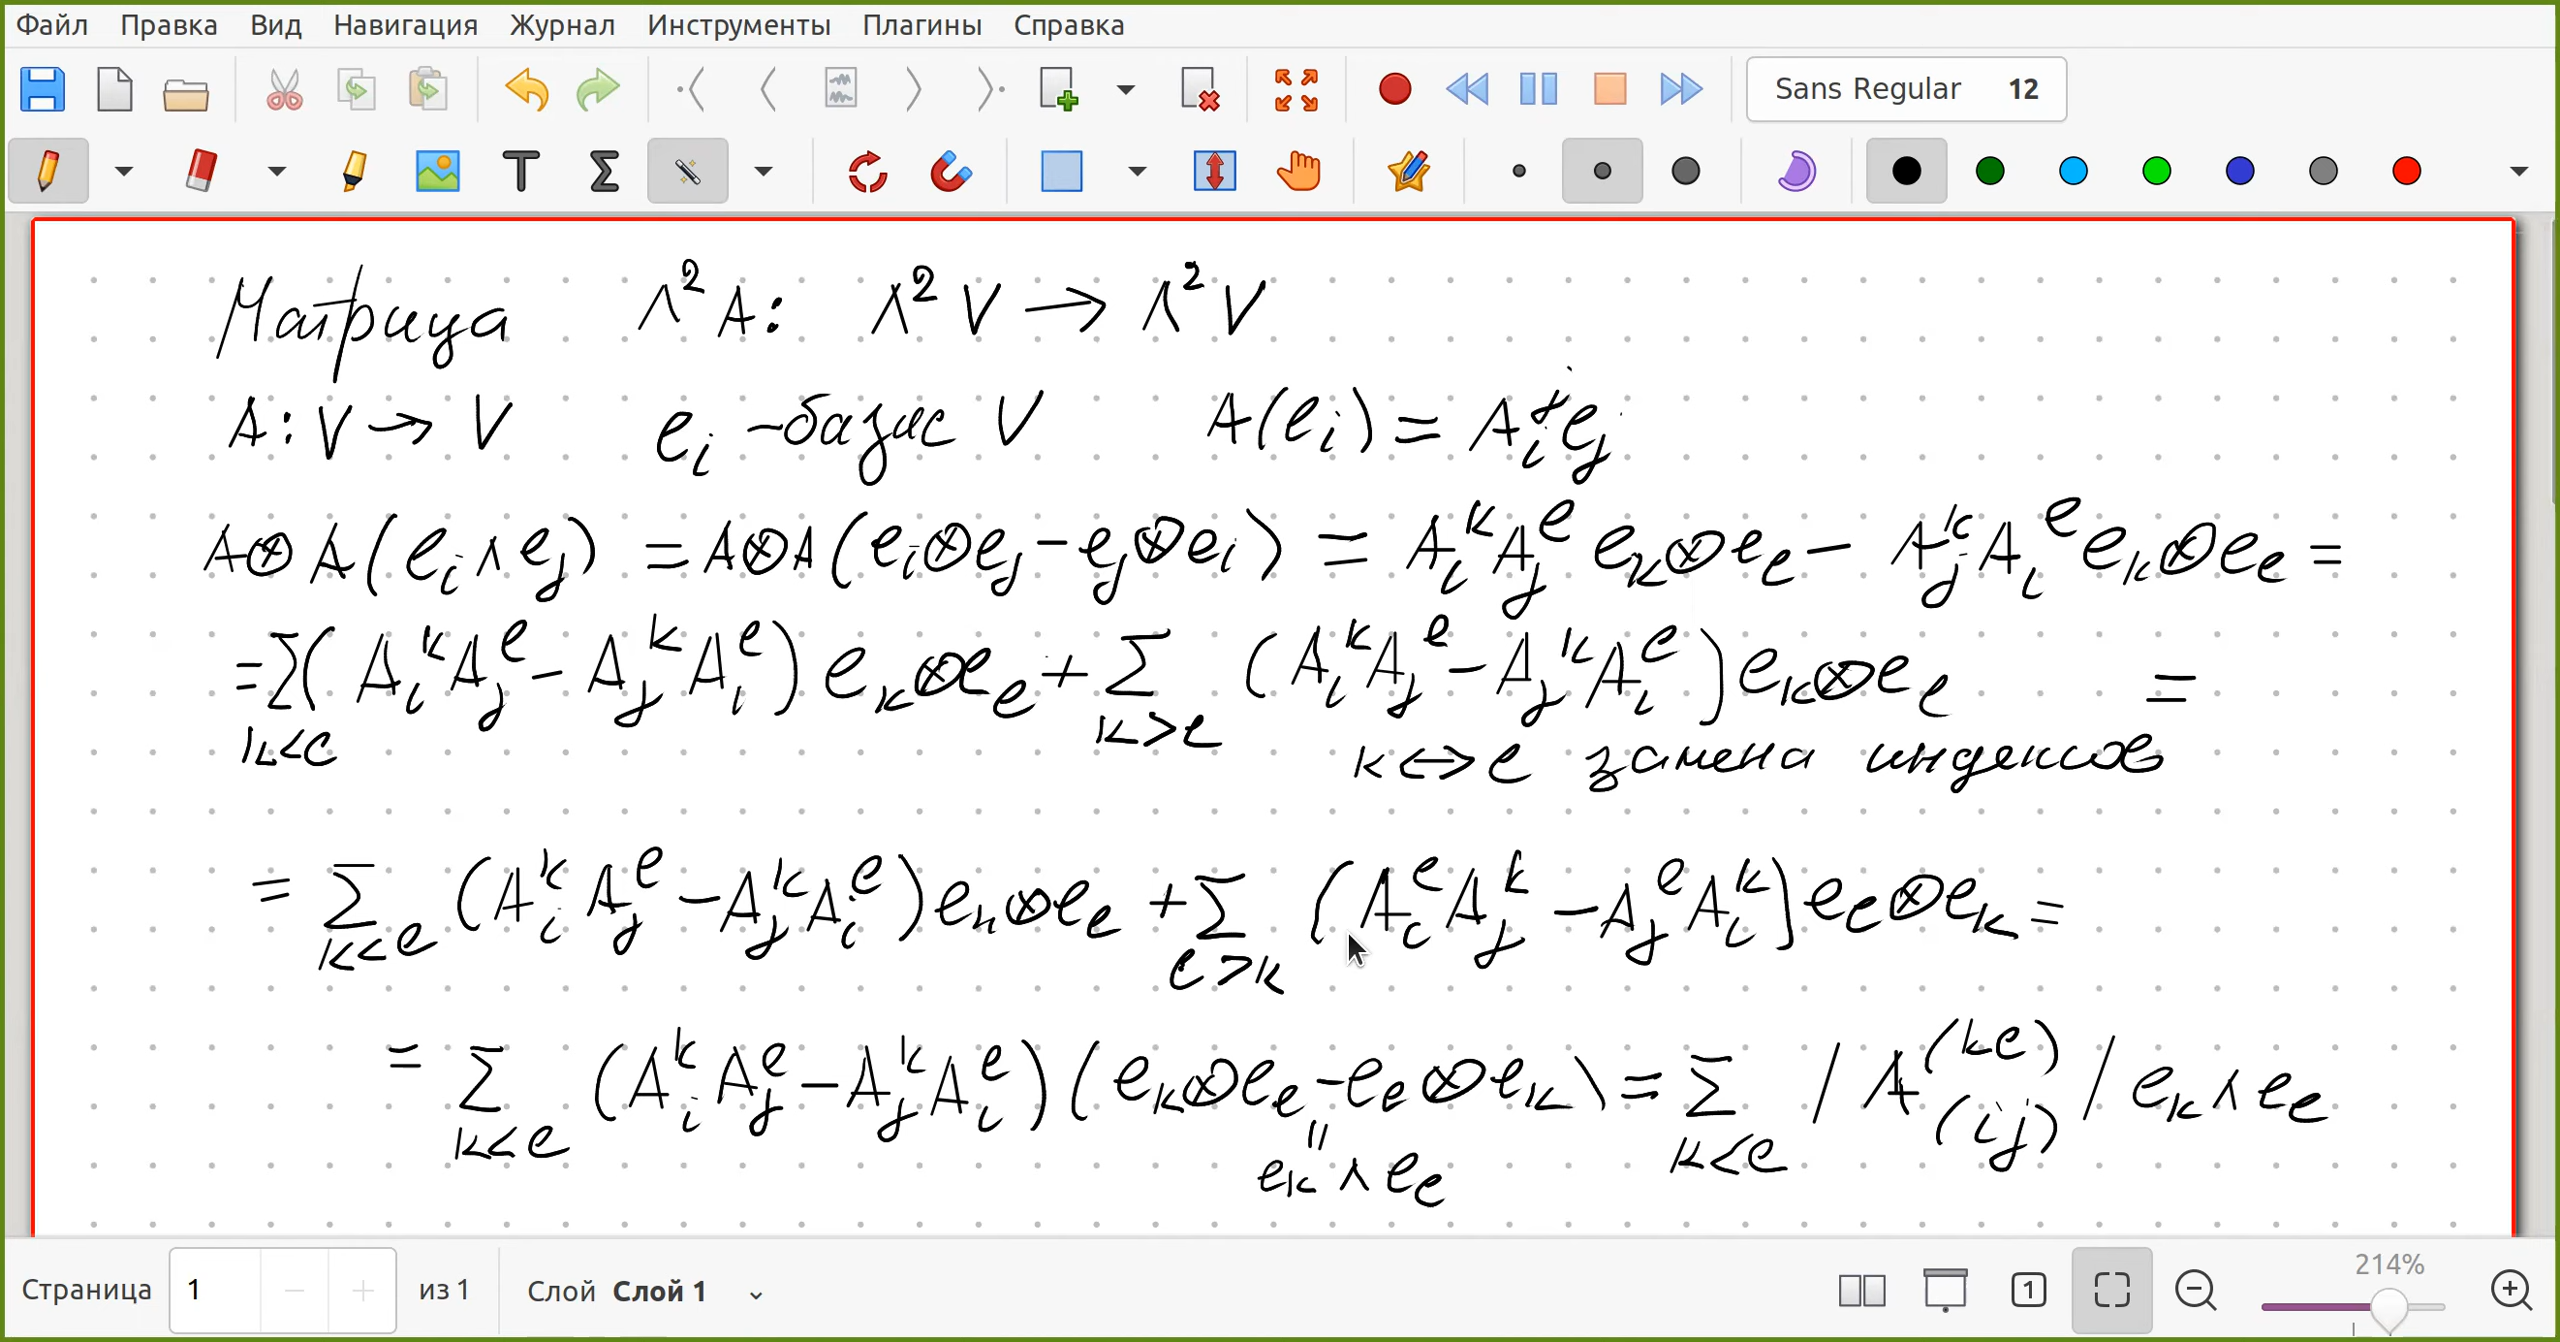 Файл Правка Вид Навигация Журнал Инструменты Плагины Справка
Sans Regular 12
T Σ
Матрица Λ² A: Λ² V → Λ² V
A: V → V e_i - базис V A(e_i) = A_i^j e_j
A⊗A(e_i ∧ e_j) = A⊗A(e_i⊗e_j - e_j⊗e_i) = A_i^k A_j^ℓ e_k⊗e_ℓ - A_j^k A_i^ℓ e_k⊗e_ℓ =
= Σ_{k<ℓ} (A_i^k A_j^ℓ - A_j^k A_i^ℓ) e_k⊗e_ℓ + Σ_{k>ℓ} (A_i^k A_j^ℓ - A_j^k A_i^ℓ) e_k⊗e_ℓ =
k↔ℓ замена индексов
= Σ_{k<ℓ} (A_i^k A_j^ℓ - A_j^k A_i^ℓ) e_k⊗e_ℓ + Σ_{ℓ>k} (A_i^ℓ A_j^k - A_j^ℓ A_i^k) e_ℓ⊗e_k =
= Σ_{k<ℓ} (A_i^k A_j^ℓ - A_j^k A_i^ℓ)(e_k⊗e_ℓ - e_ℓ⊗e_k) = Σ_{k<ℓ} |A_{(ij)}^{(kℓ)}| e_k ∧ e_ℓ
=
e_k ∧ e_ℓ
Страница 1 из 1 Слой Слой 1 1 214%